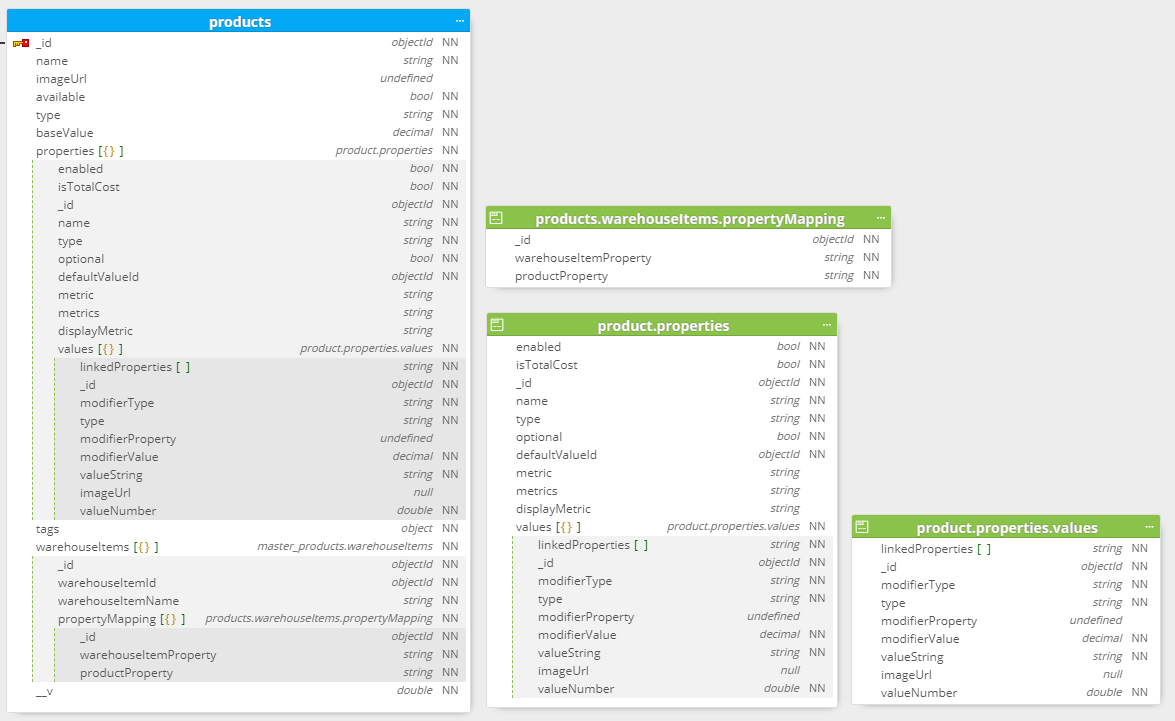 products ...
_id objectId NN
name string NN
imageUrl undefined
available bool NN
type string NN
baseValue decimal NN
properties [{} ] product.properties NN
enabled bool NN
isTotalCost bool NN
_id objectId NN
name string NN
type string NN
optional bool NN
defaultValueId objectId NN
metric string
metrics string
displayMetric string
values [{} ] product.properties.values NN
linkedProperties [ ] string NN
_id objectId NN
modifierType string NN
type string NN
modifierProperty undefined
modifierValue decimal NN
valueString string NN
imageUrl null
valueNumber double NN
tags object NN
warehouseItems [{} ] master_products.warehouseItems NN
_id objectId NN
warehouseItemId objectId NN
warehouseItemName string NN
propertyMapping [{} ] products.warehouseItems.propertyMapping NN
_id objectId NN
warehouseItemProperty string NN
productProperty string NN
__v double NN
products.warehouseItems.propertyMapping ...
_id objectId NN
warehouseItemProperty string NN
productProperty string NN
product.properties ...
enabled bool NN
isTotalCost bool NN
_id objectId NN
name string NN
type string NN
optional bool NN
defaultValueId objectId NN
metric string
metrics string
displayMetric string
values [{} ] product.properties.values NN
linkedProperties [ ] string NN
_id objectId NN
modifierType string NN
type string NN
modifierProperty undefined
modifierValue decimal NN
valueString string NN
imageUrl null
valueNumber double NN
product.properties.values ...
linkedProperties [ ] string NN
_id objectId NN
modifierType string NN
type string NN
modifierProperty undefined
modifierValue decimal NN
valueString string NN
imageUrl null
valueNumber double NN